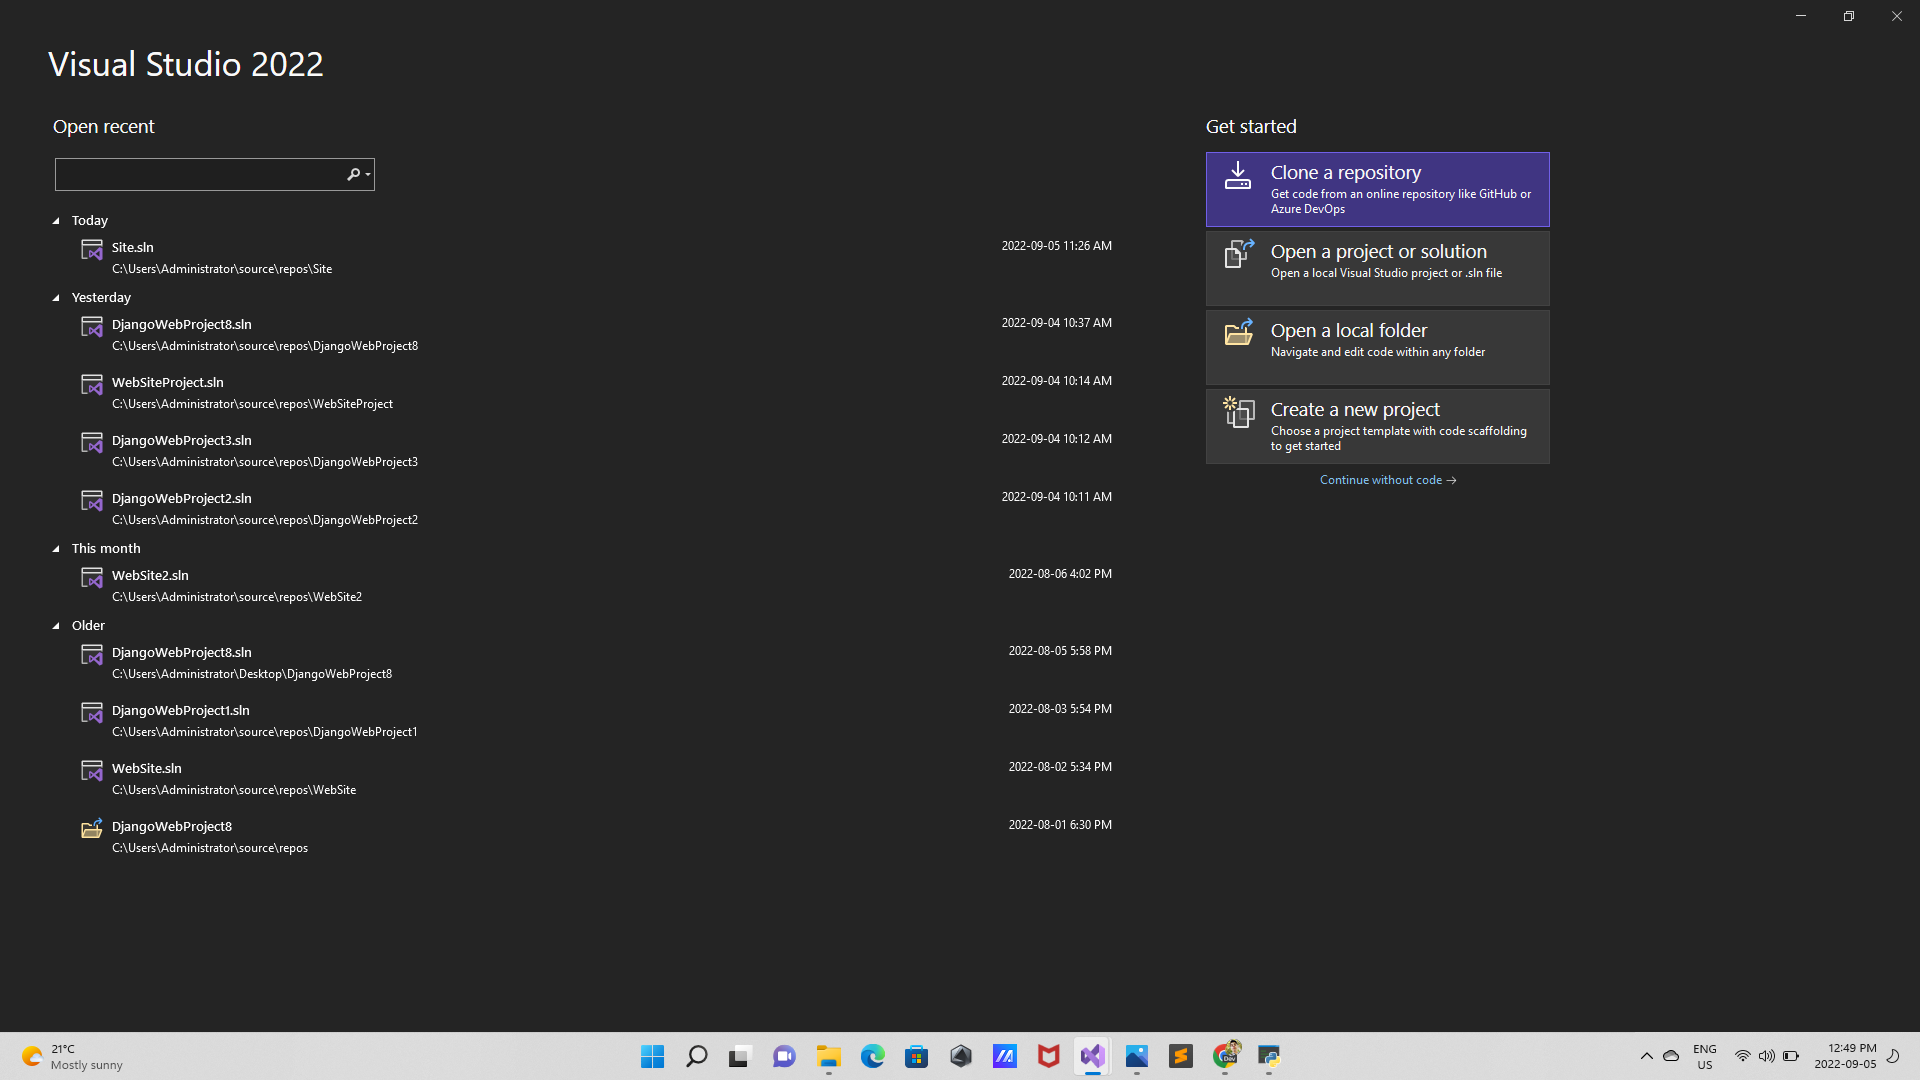 Visual Studio 2022
Open recent
Today
Site.sln
2022-09-05 11:26 AM
C:\Users\Administrator\source\repos\Site
Yesterday
DjangoWebProject8.sln
2022-09-04 10:37 AM
C:\Users\Administrator\source\repos\DjangoWebProject8
WebSiteProject.sln
2022-09-04 10:14 AM
C:\Users\Administrator\source\repos\WebSiteProject
DjangoWebProject3.sln
2022-09-04 10:12 AM
C:\Users\Administrator\source\repos\DjangoWebProject3
DjangoWebProject2.sln
2022-09-04 10:11 AM
C:\Users\Administrator\source\repos\DjangoWebProject2
This month
WebSite2.sln
2022-08-06 4:02 PM
C:\Users\Administrator\source\repos\WebSite2
Older
DjangoWebProject8.sln
2022-08-05 5:58 PM
C:\Users\Administrator\Desktop\DjangoWebProject8
DjangoWebProject1.sln
2022-08-03 5:54 PM
C:\Users\Administrator\source\repos\DjangoWebProject1
WebSite.sln
2022-08-02 5:34 PM
C:\Users\Administrator\source\repos\WebSite
DjangoWebProject8
2022-08-01 6:30 PM
C:\Users\Administrator\source\repos
Get started
Clone a repository
Get code from an online repository like GitHub or
Azure DevOps
Open a project or solution
Open a local Visual Studio project or .sln file
Open a local folder
Navigate and edit code within any folder
Create a new project
Choose a project template with code scaffolding
to get started
Continue without code →
21°C
Mostly sunny
Dev
ENG
US
12:49 PM
2022-09-05